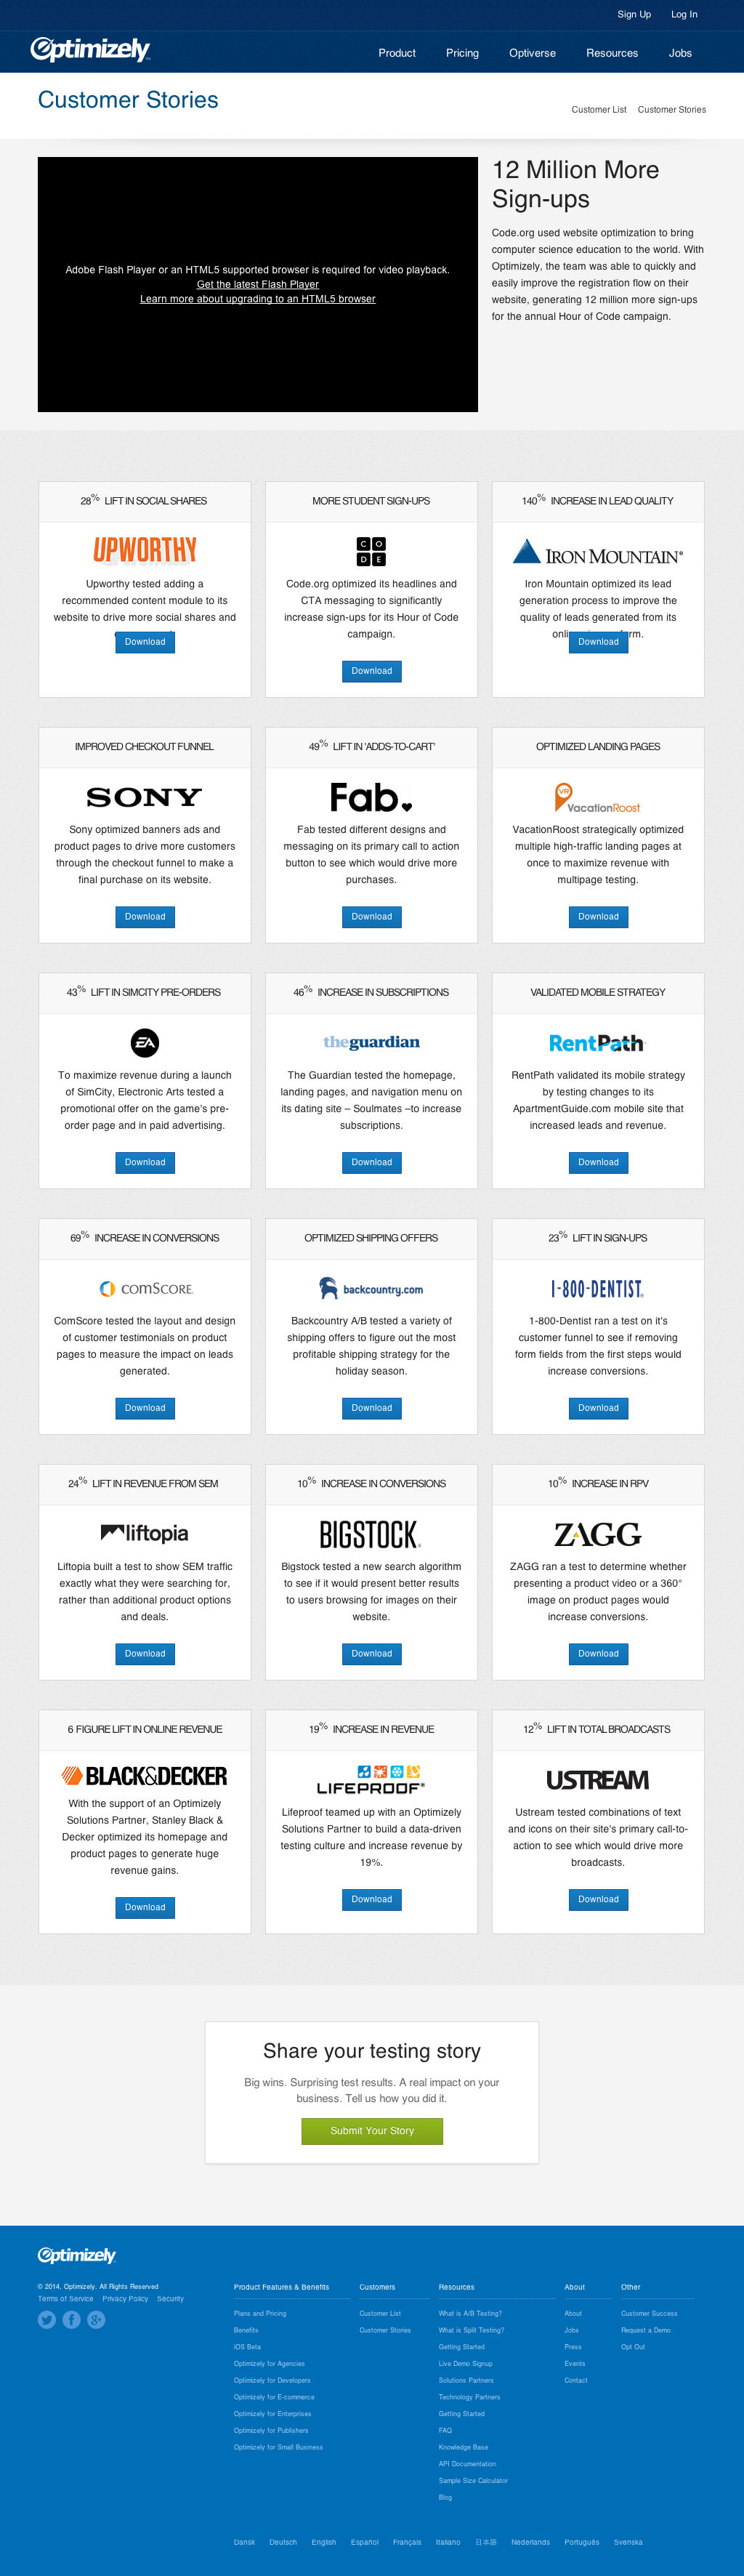 Sign Up Log In
Optimizely
Product Pricing Optiverse Resources Jobs
Customer Stories
Customer List Customer Stories
Adobe Flash Player or an HTML5 supported browser is required for video playback.
Get the latest Flash Player
Learn more about upgrading to an HTML5 browser
12 Million More
Sign-ups
Code.org used website optimization to bring
computer science education to the world. With
Optimizely, the team was able to quickly and
easily improve the registration flow on their
website, generating 12 million more sign-ups
for the annual Hour of Code campaign.
28% LIFT IN SOCIAL SHARES
UPWORTHY
Upworthy tested adding a
recommended content module to its
website to drive more social shares and
Download
MORE STUDENT SIGN-UPS
CO
DE
Code.org optimized its headlines and
CTA messaging to significantly
increase sign-ups for its Hour of Code
campaign.
Download
140% INCREASE IN LEAD QUALITY
IRON MOUNTAIN®
Iron Mountain optimized its lead
generation process to improve the
quality of leads generated from its
Download
IMPROVED CHECKOUT FUNNEL
SONY
Sony optimized banners ads and
product pages to drive more customers
through the checkout funnel to make a
final purchase on its website.
Download
49% LIFT IN 'ADDS-TO-CART'
Fab
Fab tested different designs and
messaging on its primary call to action
button to see which would drive more
purchases.
Download
OPTIMIZED LANDING PAGES
VR
VacationRoost
VacationRoost strategically optimized
multiple high-traffic landing pages at
once to maximize revenue with
multipage testing.
Download
43% LIFT IN SIMCITY PRE-ORDERS
EA
To maximize revenue during a launch
of SimCity, Electronic Arts tested a
promotional offer on the game's pre-
order page and in paid advertising.
Download
46% INCREASE IN SUBSCRIPTIONS
theguardian
The Guardian tested the homepage,
landing pages, and navigation menu on
its dating site – Soulmates –to increase
subscriptions.
Download
VALIDATED MOBILE STRATEGY
RentPath
RentPath validated its mobile strategy
by testing changes to its
ApartmentGuide.com mobile site that
increased leads and revenue.
Download
69% INCREASE IN CONVERSIONS
COMSCORE.
ComScore tested the layout and design
of customer testimonials on product
pages to measure the impact on leads
generated.
Download
OPTIMIZED SHIPPING OFFERS
backcountry.com
Backcountry A/B tested a variety of
shipping offers to figure out the most
profitable shipping strategy for the
holiday season.
Download
23% LIFT IN SIGN-UPS
1-800-DENTIST®
1-800-Dentist ran a test on it's
customer funnel to see if removing
form fields from the first steps would
increase conversions.
Download
24% LIFT IN REVENUE FROM SEM
liftopia
Liftopia built a test to show SEM traffic
exactly what they were searching for,
rather than additional product options
and deals.
Download
10% INCREASE IN CONVERSIONS
BIGSTOCK®
Bigstock tested a new search algorithm
to see if it would present better results
to users browsing for images on their
website.
Download
10% INCREASE IN RPV
ZAGG
ZAGG ran a test to determine whether
presenting a product video or a 360°
image on product pages would
increase conversions.
Download
6 FIGURE LIFT IN ONLINE REVENUE
BLACK&DECKER
With the support of an Optimizely
Solutions Partner, Stanley Black &
Decker optimized its homepage and
product pages to generate huge
revenue gains.
Download
19% INCREASE IN REVENUE
LIFEPROOF®
Lifeproof teamed up with an Optimizely
Solutions Partner to build a data-driven
testing culture and increase revenue by
19%.
Download
12% LIFT IN TOTAL BROADCASTS
USTREAM
Ustream tested combinations of text
and icons on their site's primary call-to-
action to see which would drive more
broadcasts.
Download
Share your testing story
Big wins. Surprising test results. A real impact on your
business. Tell us how you did it.
Submit Your Story
Optimizely
© 2014, Optimizely. All Rights Reserved
Terms of Service Privacy Policy Security
Product Features & Benefits
Plans and Pricing
Benefits
iOS Beta
Optimizely for Agencies
Optimizely for Developers
Optimizely for E-commerce
Optimizely for Enterprises
Optimizely for Publishers
Optimizely for Small Business
Customers
Customer List
Customer Stories
Resources
What is A/B Testing?
What is Split Testing?
Getting Started
Live Demo Signup
Solutions Partners
Technology Partners
Getting Started
FAQ
Knowledge Base
API Documentation
Sample Size Calculator
Blog
About
About
Jobs
Press
Events
Contact
Other
Customer Success
Request a Demo
Opt Out
Dansk Deutsch English Español Français Italiano 日本語 Nederlands Português Svenska